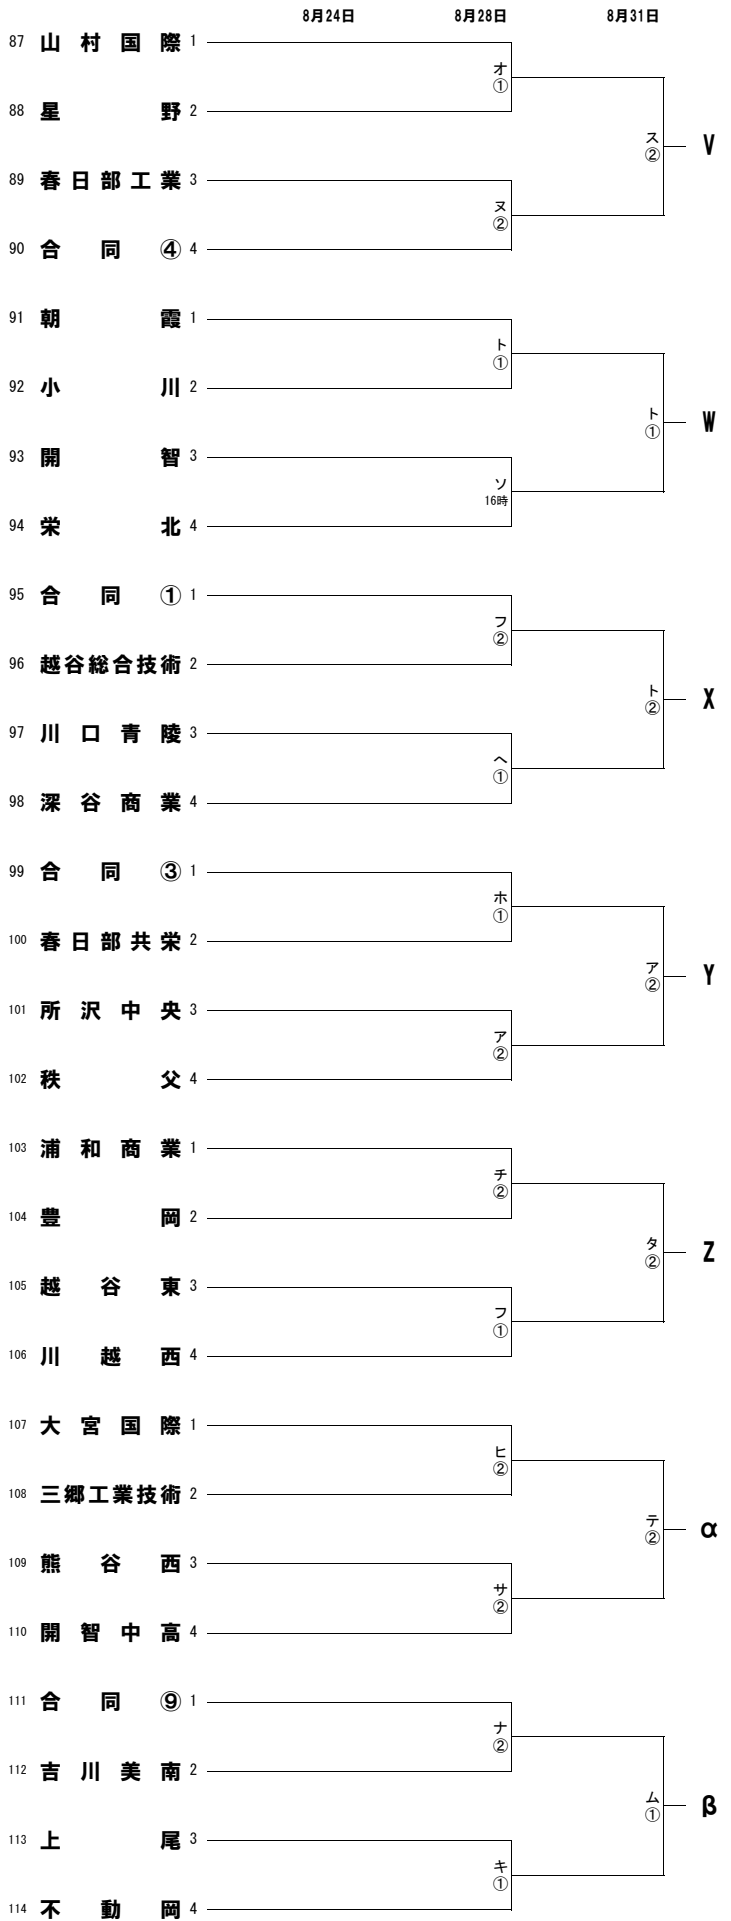 8月24日 8月28日 8月31日
87 山村国際 1
オ
①
88 星野 2
ス
②
V
89 春日部工業 3
ヌ
②
90 合同④ 4
91 朝霞 1
ト
①
92 小川 2
ト
①
W
93 開智 3
ソ
16時
94 栄北 4
95 合同① 1
フ
②
96 越谷総合技術 2
ト
②
X
97 川口青陵 3
ヘ
①
98 深谷商業 4
99 合同③ 1
ホ
①
100 春日部共栄 2
ア
②
Y
101 所沢中央 3
ア
②
102 秩父 4
103 浦和商業 1
チ
②
104 豊岡 2
タ
②
Z
105 越谷東 3
フ
①
106 川越西 4
107 大宮国際 1
ヒ
②
108 三郷工業技術 2
テ
②
α
109 熊谷西 3
サ
②
110 開智中高 4
111 合同⑨ 1
ナ
②
112 吉川美南 2
ム
①
β
113 上尾 3
キ
①
114 不動岡 4